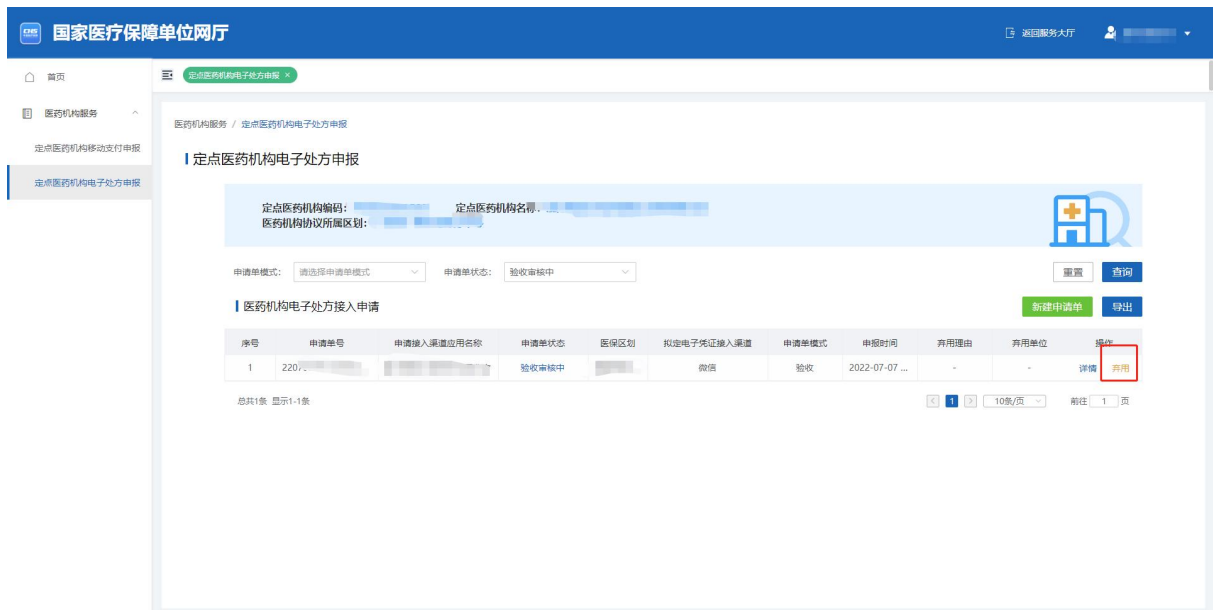 CHS 国家医疗保障单位网厅 返回服务大厅
首页 定点医药机构电子处方申报 ×
医药机构服务
定点医药机构移动支付申报
定点医药机构电子处方申报
医药机构服务 / 定点医药机构电子处方申报
定点医药机构电子处方申报
定点医药机构编码： 定点医药机构名称：
医药机构协议所属区划：
申请单模式： 请选择申请单模式 申请单状态： 验收审核中 重置 查询
医药机构电子处方接入申请 新建申请单 导出
序号 申请单号 申请接入渠道应用名称 申请单状态 医保区划 拟定电子凭证接入渠道 申请单模式 申报时间 弃用理由 弃用单位 操作
1 220 验收审核中 微信 验收 2022-07-07 ... - - 详情 弃用
总共1条 显示1-1条 < 1 > 10条/页 前往 1 页